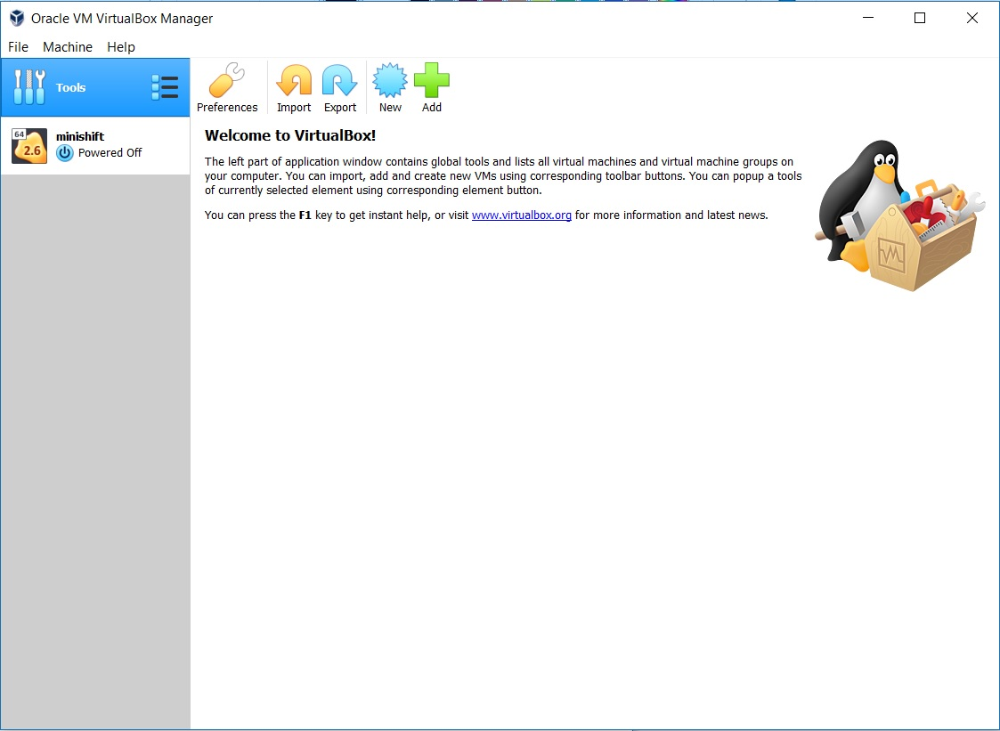 Oracle VM VirtualBox Manager
File Machine Help
Tools
Preferences Import Export New Add
64
2.6
minishift
Powered Off
Welcome to VirtualBox!
The left part of application window contains global tools and lists all virtual machines and virtual machine groups on
your computer. You can import, add and create new VMs using corresponding toolbar buttons. You can popup a tools
of currently selected element using corresponding element button.
You can press the F1 key to get instant help, or visit www.virtualbox.org for more information and latest news.